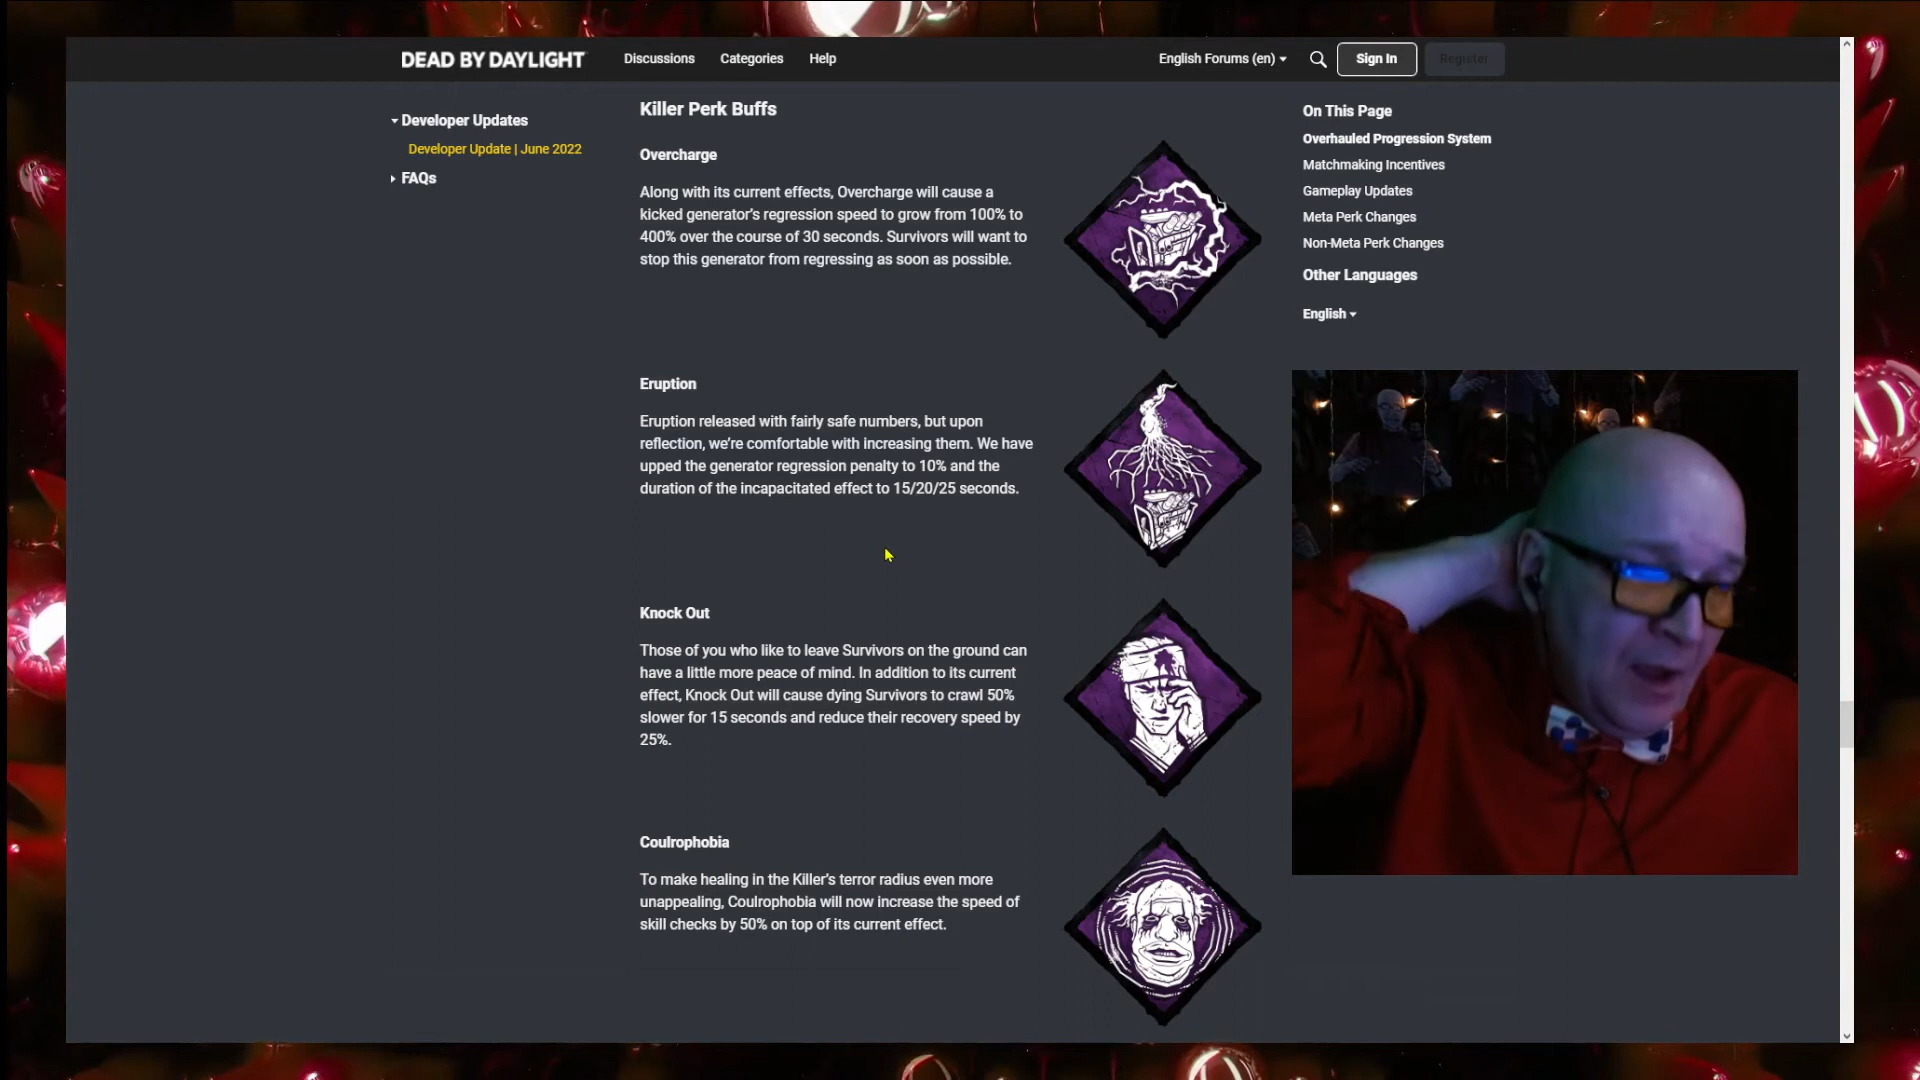 DEAD BY DAYLIGHT
Discussions
Categories
Help
English Forums (en)
Sign In
Register
Developer Updates
Developer Update | June 2022
FAQs
Killer Perk Buffs
Overcharge
Along with its current effects, Overcharge will cause a
kicked generator's regression speed to grow from 100% to
400% over the course of 30 seconds. Survivors will want to
stop this generator from regressing as soon as possible.
Eruption
Eruption released with fairly safe numbers, but upon
reflection, we're comfortable with increasing them. We have
upped the generator regression penalty to 10% and the
duration of the incapacitated effect to 15/20/25 seconds.
Knock Out
Those of you who like to leave Survivors on the ground can
have a little more peace of mind. In addition to its current
effect, Knock Out will cause dying Survivors to crawl 50%
slower for 15 seconds and reduce their recovery speed by
25%.
Coulrophobia
To make healing in the Killer's terror radius even more
unappealing, Coulrophobia will now increase the speed of
skill checks by 50% on top of its current effect.
On This Page
Overhauled Progression System
Matchmaking Incentives
Gameplay Updates
Meta Perk Changes
Non-Meta Perk Changes
Other Languages
English